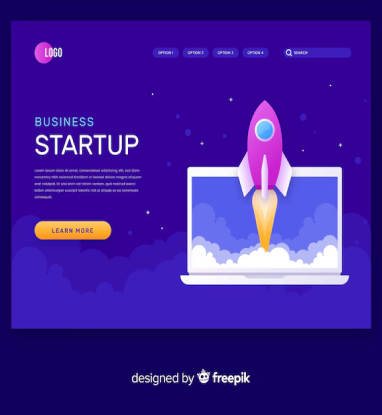 LOGO
OPTION 1 OPTION 2 OPTION 3 OPTION 4 SEARCH
BUSINESS
STARTUP
Lorem ipsum dolor sit amet, consectetuer adipiscing elit, sed diam
nonummy nibh euismod tincidunt ut laoreet dolore magna aliquam
erat volutpat. Ut wisi enim ad minim veniam, quis nostrud exerci
tation ullamcorper suscipit lobortis nisl ut aliquip ex ea commodo
consequat.
LEARN MORE
designed by freepik